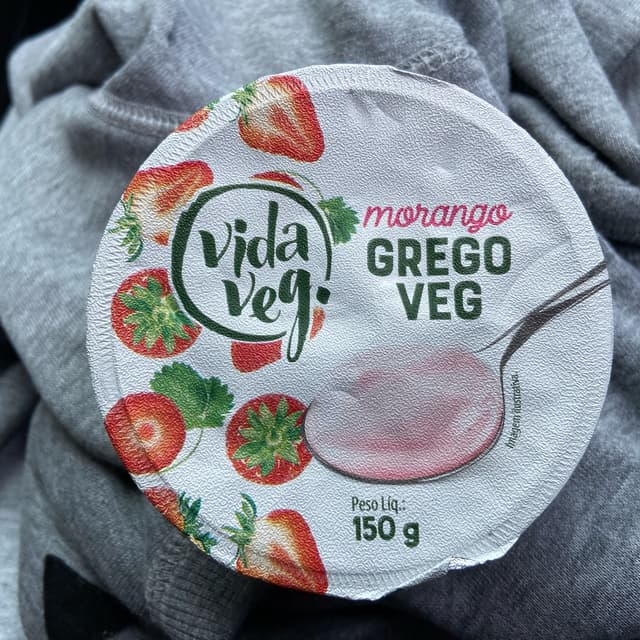 vida
veg.
morango
GREGO
VEG
Imagem ilustrativa
Peso Líq.:
150 g